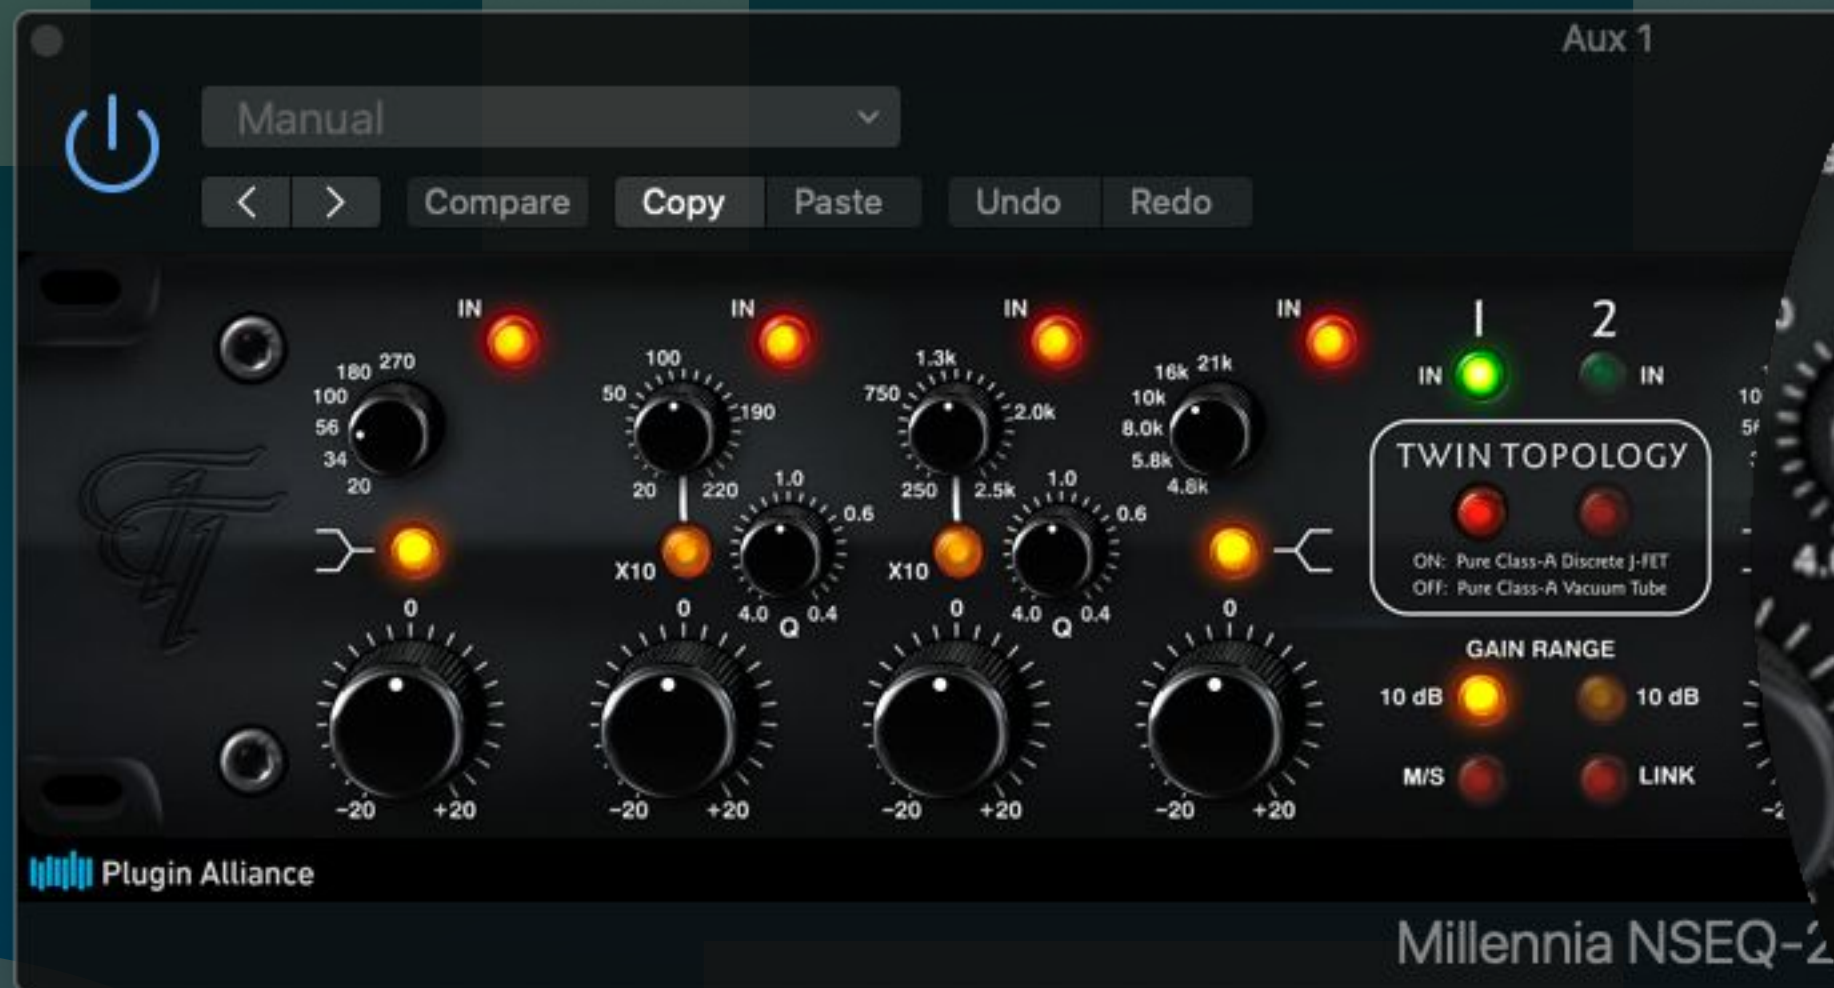 Aux 1
Manual
Compare Copy Paste Undo Redo
IN IN IN IN 1 2
IN IN
180 270 100 1.3k 16k 21k
100 50 190 750 2.0k 10k
56 8.0k
34 5.8k
20 20 220 1.0 250 2.5k 1.0 4.8k
0.6 0.6
TWIN TOPOLOGY
X10 X10
ON: Pure Class-A Discrete J-FET
OFF: Pure Class-A Vacuum Tube
4.0 0.4 4.0 0.4
Q Q
0 0 0 0
GAIN RANGE
10 dB 10 dB
M/S LINK
-20 +20 -20 +20 -20 +20 -20 +20
Plugin Alliance
Millennia NSEQ-2